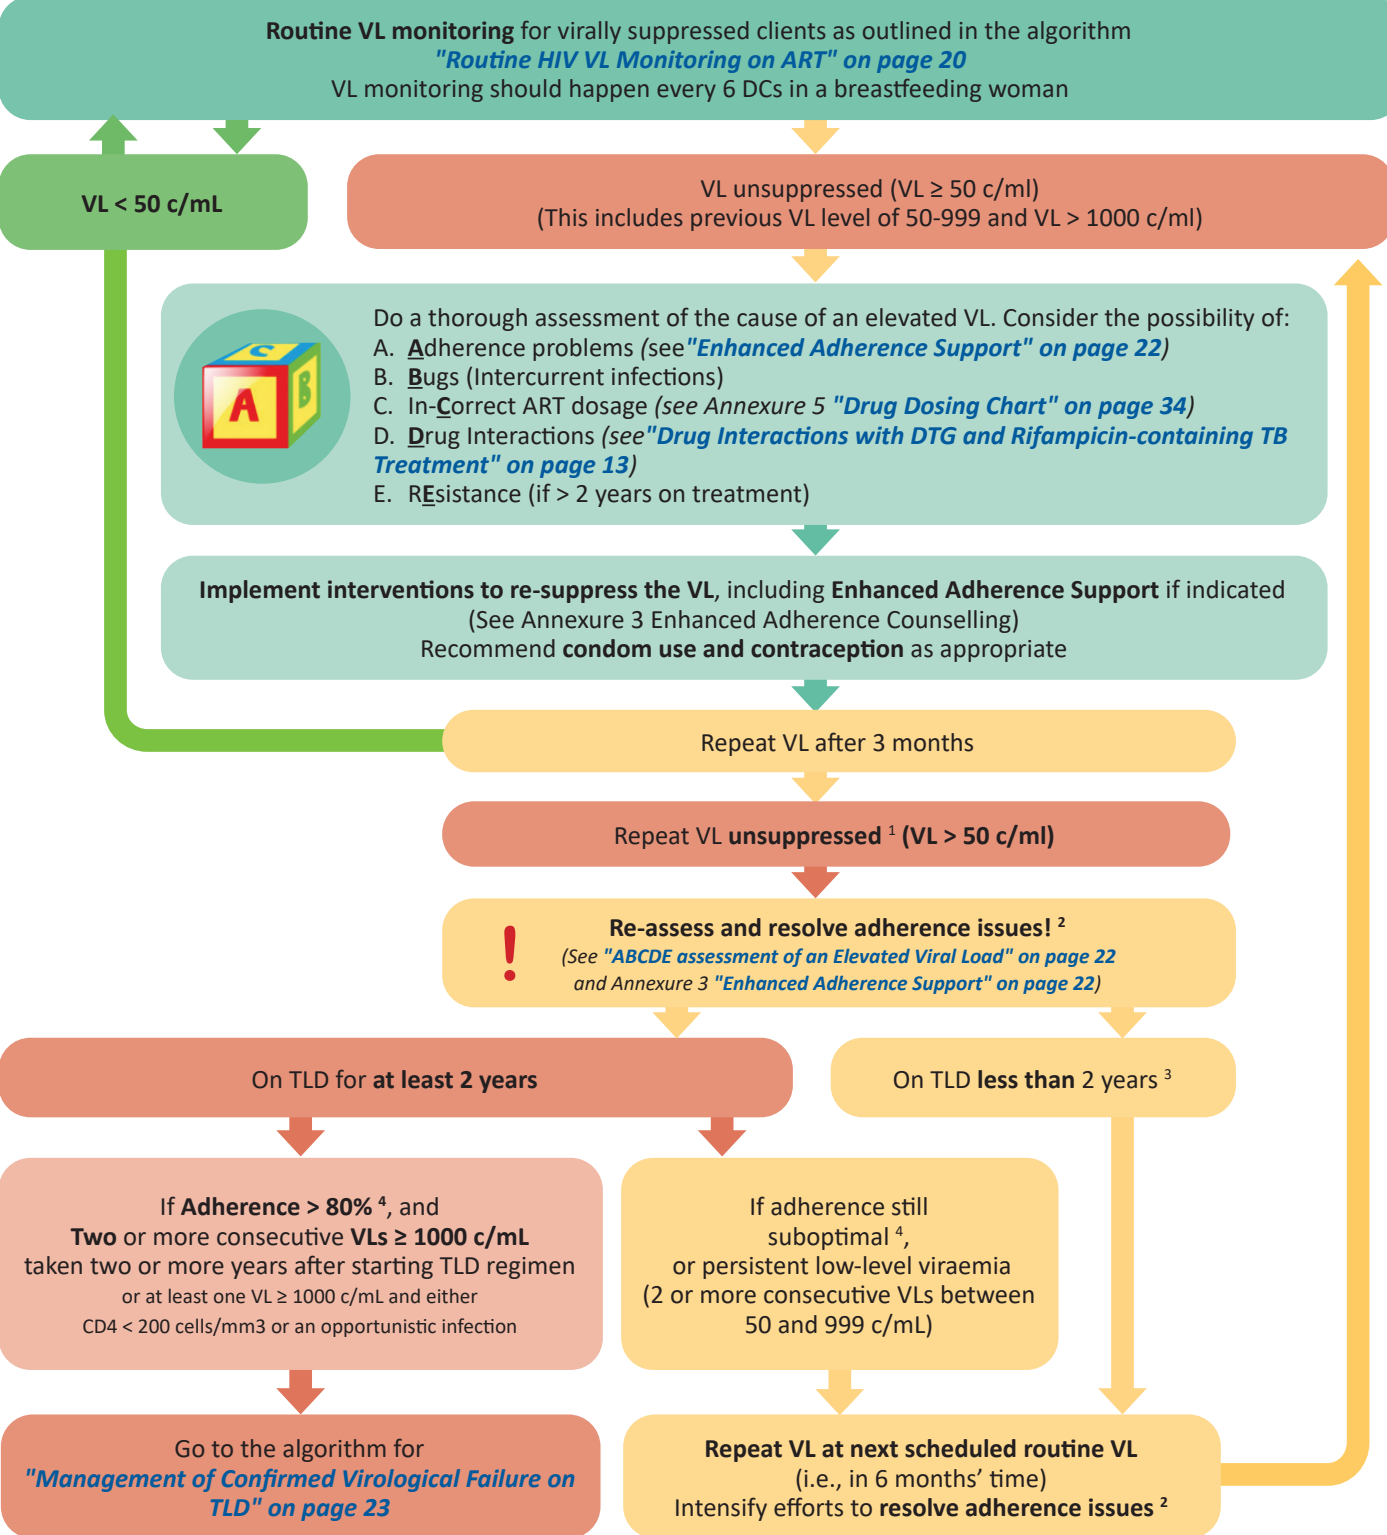 Routine VL monitoring for virally suppressed clients as outlined in the algorithm
"Routine HIV VL Monitoring on ART" on page 20
VL monitoring should happen every 6 DCs in a breastfeeding woman
VL < 50 c/mL
VL unsuppressed (VL ≥ 50 c/ml)
(This includes previous VL level of 50-999 and VL > 1000 c/ml)
C
A
B
Do a thorough assessment of the cause of an elevated VL. Consider the possibility of:
A. Adherence problems (see"Enhanced Adherence Support" on page 22)
B. Bugs (Intercurrent infections)
C. In-Correct ART dosage (see Annexure 5 "Drug Dosing Chart" on page 34)
D. Drug Interactions (see"Drug Interactions with DTG and Rifampicin-containing TB
Treatment" on page 13)
E. REsistance (if > 2 years on treatment)
Implement interventions to re-suppress the VL, including Enhanced Adherence Support if indicated
(See Annexure 3 Enhanced Adherence Counselling)
Recommend condom use and contraception as appropriate
Repeat VL after 3 months
Repeat VL unsuppressed ¹ (VL > 50 c/ml)
!
Re-assess and resolve adherence issues! ²
(See "ABCDE assessment of an Elevated Viral Load" on page 22
and Annexure 3 "Enhanced Adherence Support" on page 22)
On TLD for at least 2 years
On TLD less than 2 years ³
If Adherence > 80% ⁴, and
Two or more consecutive VLs ≥ 1000 c/mL
taken two or more years after starting TLD regimen
or at least one VL ≥ 1000 c/mL and either
CD4 < 200 cells/mm3 or an opportunistic infection
If adherence still
suboptimal ⁴,
or persistent low-level viraemia
(2 or more consecutive VLs between
50 and 999 c/mL)
Go to the algorithm for
"Management of Confirmed Virological Failure on
TLD" on page 23
Repeat VL at next scheduled routine VL
(i.e., in 6 months' time)
Intensify efforts to resolve adherence issues ²